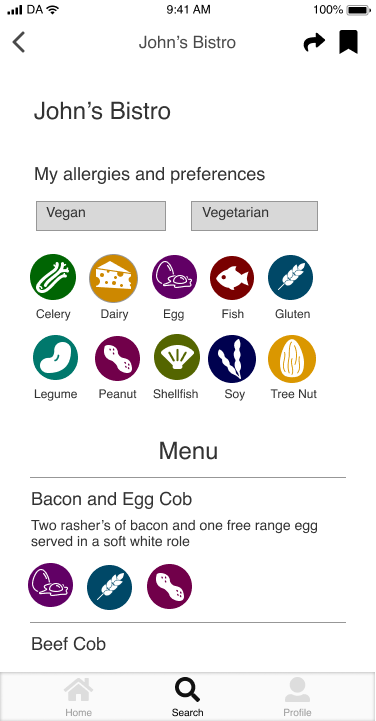 DA 9:41 AM 100%
John's Bistro
John's Bistro
My allergies and preferences
Vegan Vegetarian
Celery Dairy Egg Fish Gluten
Legume Peanut Shellfish Soy Tree Nut
Menu
Bacon and Egg Cob
Two rasher's of bacon and one free range egg
served in a soft white role
Beef Cob
Home Search Profile